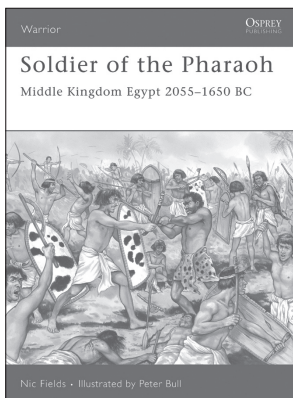 Warrior
OSPREY
PUBLISHING
Soldier of the Pharaoh
Middle Kingdom Egypt 2055–1650 BC
Nic Fields • Illustrated by Peter Bull